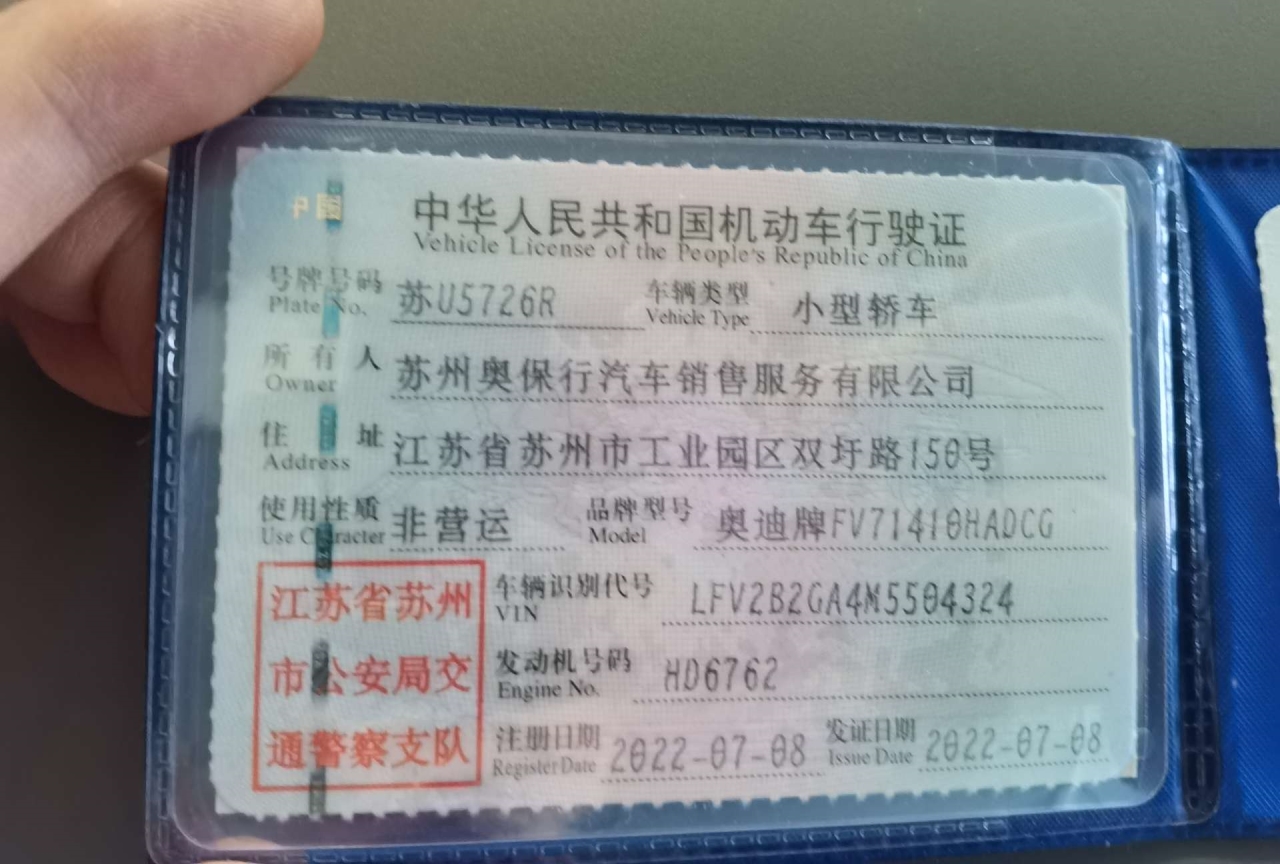 中国
中华人民共和国机动车行驶证
Vehicle License of the People's Republic of China
号牌号码 苏U5726R 车辆类型 小型轿车
Plate No. Vehicle Type
所有人 苏州奥保行汽车销售服务有限公司
Owner
住址 江苏省苏州市工业园区双圩路150号
Address
使用性质 非营运 品牌型号 奥迪牌FV71410HADCG
Use Character Model
江苏省苏州 车辆识别代号 LFV2B2GA4M5504324
VIN
市公安局交 发动机号码 HD6762
Engine No.
通警察支队 注册日期 2022-07-08 发证日期 2022-07-08
Register Date Issue Date